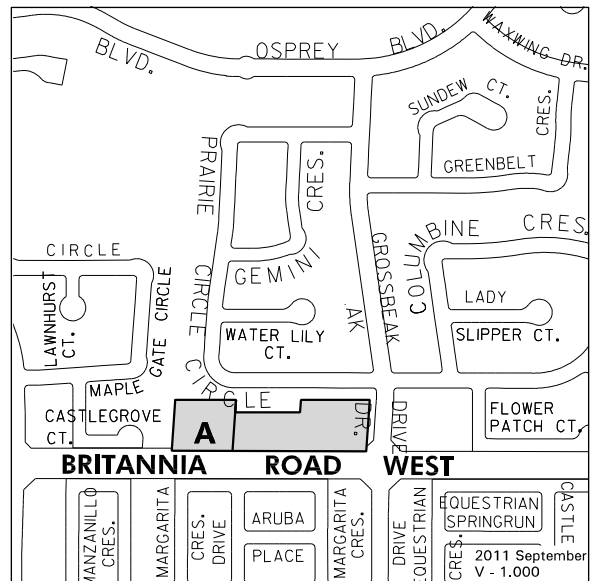 WAXWING DR.
BLVD. OSPREY BLVD.
SUNDEW CT.
CRES.
GREENBELT
PRAIRIE CIRCLE
CRES.
GEMINI
GROSSBEAK
COLUMBINE CRES.
CIRCLE
LAWNHURST
CT.
GATE CIRCLE
MAPLE
WATER LILY
CT.
AK
LADY
SLIPPER CT.
CIRCLE
CASTLEGROVE
CT.
A
DR.
DRIVE
FLOWER
PATCH CT.
BRITANNIA ROAD WEST
MANZANILLO
CRES.
MARGARITA
CRES.
DRIVE
ARUBA
PLACE
MARGARITA
CRES.
DRIVE
EQUESTRIAN
EQUESTRIAN
SPRINGRUN
CRES.
CASTLE
2011 September
V - 1.000